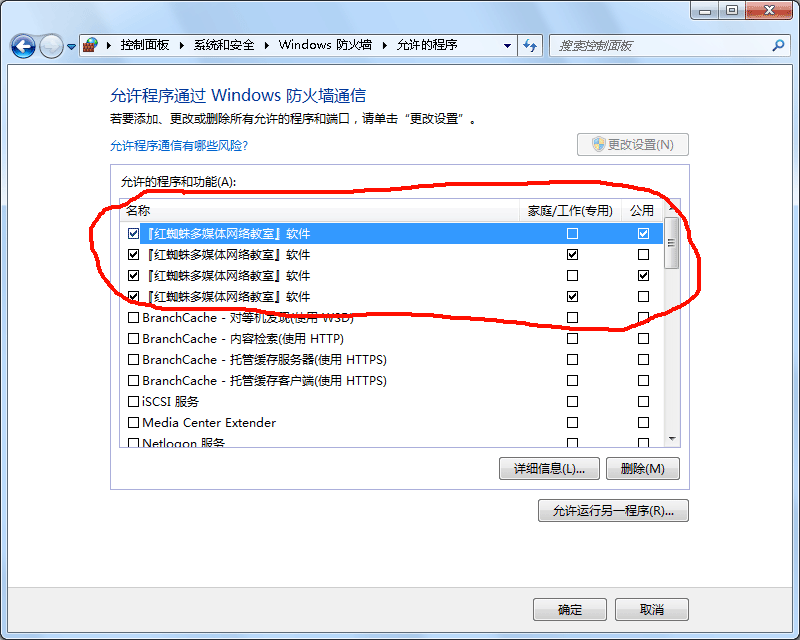 控制面板 ▸ 系统和安全 ▸ Windows 防火墙 ▸ 允许的程序
搜索控制面板
允许程序通过 Windows 防火墙通信
若要添加、更改或删除所有允许的程序和端口，请单击“更改设置”。
允许程序通信有哪些风险?
更改设置(N)
允许的程序和功能(A):
名称 家庭/工作(专用) 公用
『红蜘蛛多媒体网络教室』软件
『红蜘蛛多媒体网络教室』软件
『红蜘蛛多媒体网络教室』软件
『红蜘蛛多媒体网络教室』软件
BranchCache - 对等机发现(使用 WSD)
BranchCache - 内容检索(使用 HTTP)
BranchCache - 托管缓存服务器(使用 HTTPS)
BranchCache - 托管缓存客户端(使用 HTTPS)
iSCSI 服务
Media Center Extender
Netlogon 服务
详细信息(L)...
删除(M)
允许运行另一程序(R)...
确定
取消